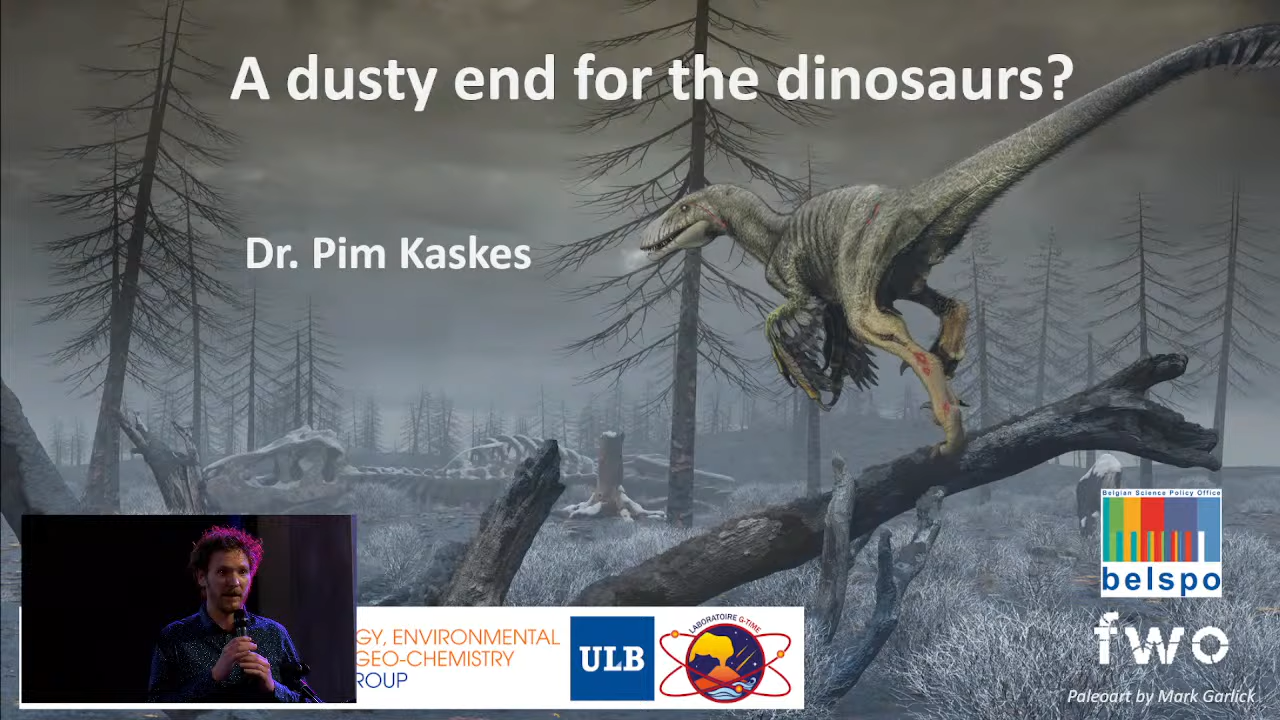 A dusty end for the dinosaurs?
Dr. Pim Kaskes
Belgian Science Policy Office
belspo
fwo
GY, ENVIRONMENTAL
GEO-CHEMISTRY
ROUP
ULB
LABORATOIRE G-TIME
Paleoart by Mark Garlick